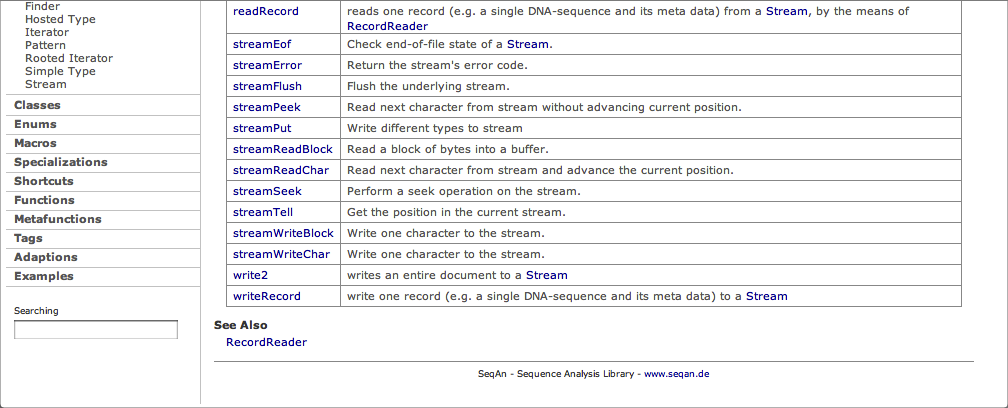 Finder
Hosted Type
Iterator
Pattern
Rooted Iterator
Simple Type
Stream
Classes
Enums
Macros
Specializations
Shortcuts
Functions
Metafunctions
Tags
Adaptions
Examples
Searching
readRecord reads one record (e.g. a single DNA-sequence and its meta data) from a Stream, by the means of
RecordReader
streamEof Check end-of-file state of a Stream.
streamError Return the stream's error code.
streamFlush Flush the underlying stream.
streamPeek Read next character from stream without advancing current position.
streamPut Write different types to stream
streamReadBlock Read a block of bytes into a buffer.
streamReadChar Read next character from stream and advance the current position.
streamSeek Perform a seek operation on the stream.
streamTell Get the position in the current stream.
streamWriteBlock Write one character to the stream.
streamWriteChar Write one character to the stream.
write2 writes an entire document to a Stream
writeRecord write one record (e.g. a single DNA-sequence and its meta data) to a Stream
See Also
RecordReader
SeqAn - Sequence Analysis Library - www.seqan.de